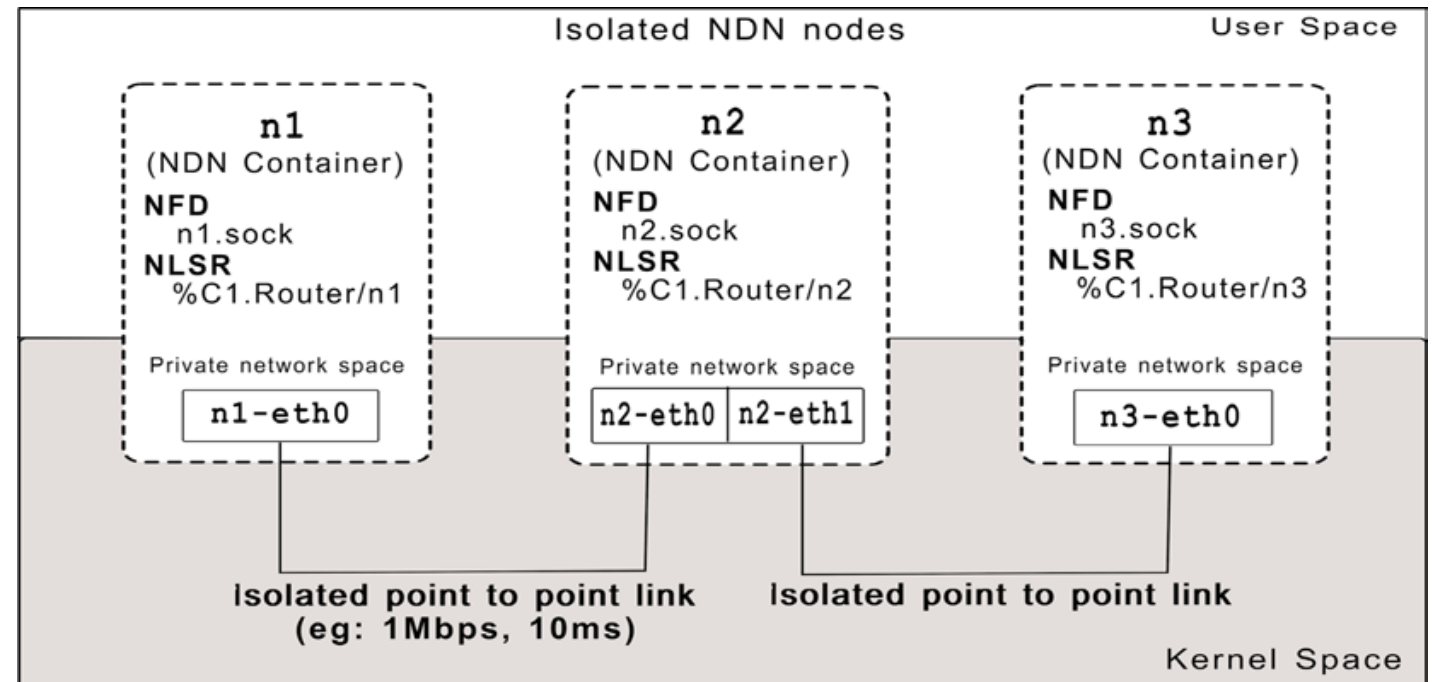 Isolated NDN nodes
User Space
n1
(NDN Container)
NFD
n1.sock
NLSR
%C1.Router/n1
Private network space
n1-eth0
n2
(NDN Container)
NFD
n2.sock
NLSR
%C1.Router/n2
Private network space
n2-eth0 n2-eth1
n3
(NDN Container)
NFD
n3.sock
NLSR
%C1.Router/n3
Private network space
n3-eth0
Isolated point to point link
(eg: 1Mbps, 10ms)
Isolated point to point link
Kernel Space